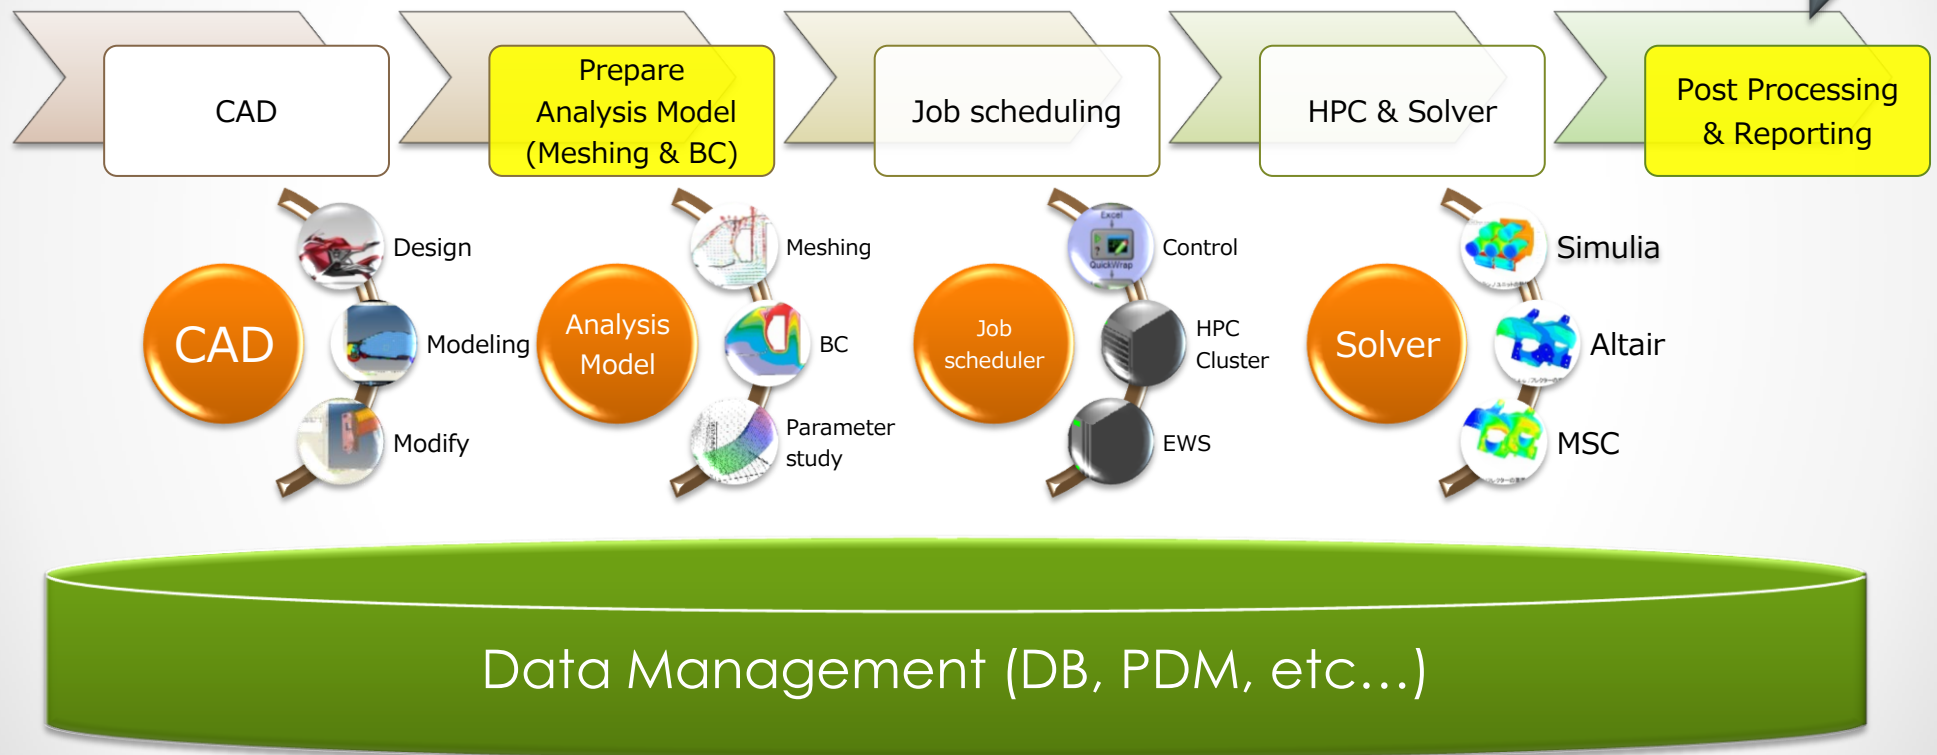 CAD
Prepare
Analysis Model
(Meshing & BC)
Job scheduling
HPC & Solver
Post Processing
& Reporting
CAD
Design
Modeling
Modify
Analysis
Model
Meshing
BC
Parameter
study
Job
scheduler
Excel
QuickWrap
Control
HPC
Cluster
EWS
Solver
Simulia
Altair
MSC
Data Management (DB, PDM, etc...)